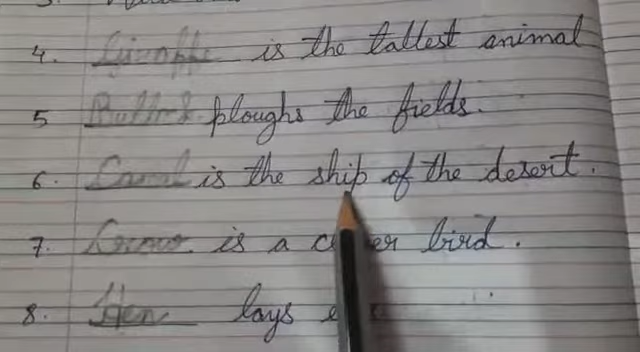 4. Giraffe is the tallest animal
5 Bullock ploughs the fields.
6. Camel is the ship of the desert.
7. is a bird.
8. Hen lays